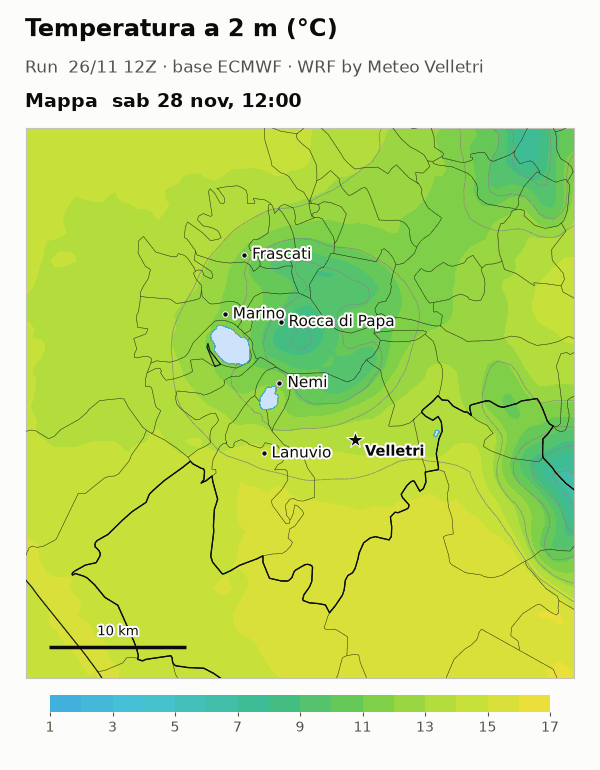 Temperatura a 2 m (°C)
Run  26/11 12Z · base ECMWF · WRF by Meteo Velletri
Mappa  sab 28 nov, 12:00
Frascati
Marino
Rocca di Papa
Nemi
Velletri
Lanuvio
10 km
1 3 5 7 9 11 13 15 17